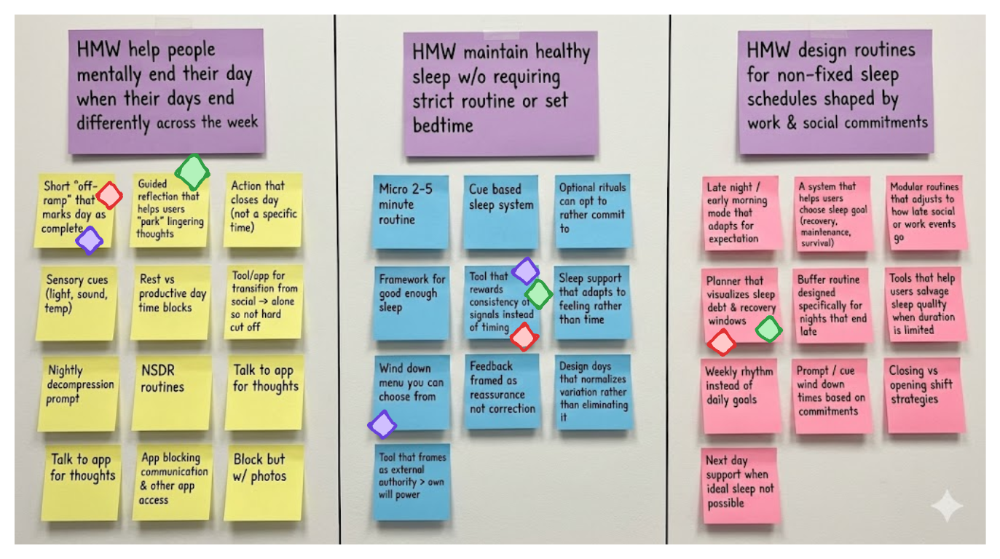 HMW help people
mentally end their day
when their days end
differently across the week
Short "off-
ramp" that
marks day as
complete
Guided
reflection that
helps users
"park" lingering
thoughts
Action that
closes day
(not a specific
time)
Sensory cues
(light, sound,
temp)
Rest vs
productive day
time blocks
Tool/app for
transition from
social → alone
so not hard
cut off
Nightly
decompression
prompt
NSDR
routines
Talk to app
for thoughts
Talk to app
for thoughts
App blocking
communication
& other app
access
Block but
w/ photos
HMW maintain healthy
sleep w/o requiring
strict routine or set
bedtime
Micro 2-5
minute
routine
Cue based
sleep system
Optional rituals
can opt to
rather commit
to
Framework for
good enough
sleep
Tool that
rewards
consistency of
signals instead
of timing
Sleep support
that adapts to
feeling rather
than time
Wind down
menu you can
choose from
Feedback
framed as
reassurance
not correction
Design days
that normalizes
variation rather
than eliminating
it
Tool that frames
as external
authority > own
will power
HMW design routines
for non-fixed sleep
schedules shaped by
work & social commitments
Late night /
early morning
mode that
adapts for
expectation
A system that
helps users
choose sleep goal
(recovery,
maintenance,
survival)
Modular routines
that adjusts to
how late social
or work events
go
Planner that
visualizes sleep
debt & recovery
windows
Buffer routine
designed
specifically for
nights that end
late
Tools that help
users salvage
sleep quality
when duration
is limited
Weekly rhythm
instead of
daily goals
Prompt / cue
wind down
times based on
commitments
Closing vs
opening shift
strategies
Next day
support when
ideal sleep not
possible